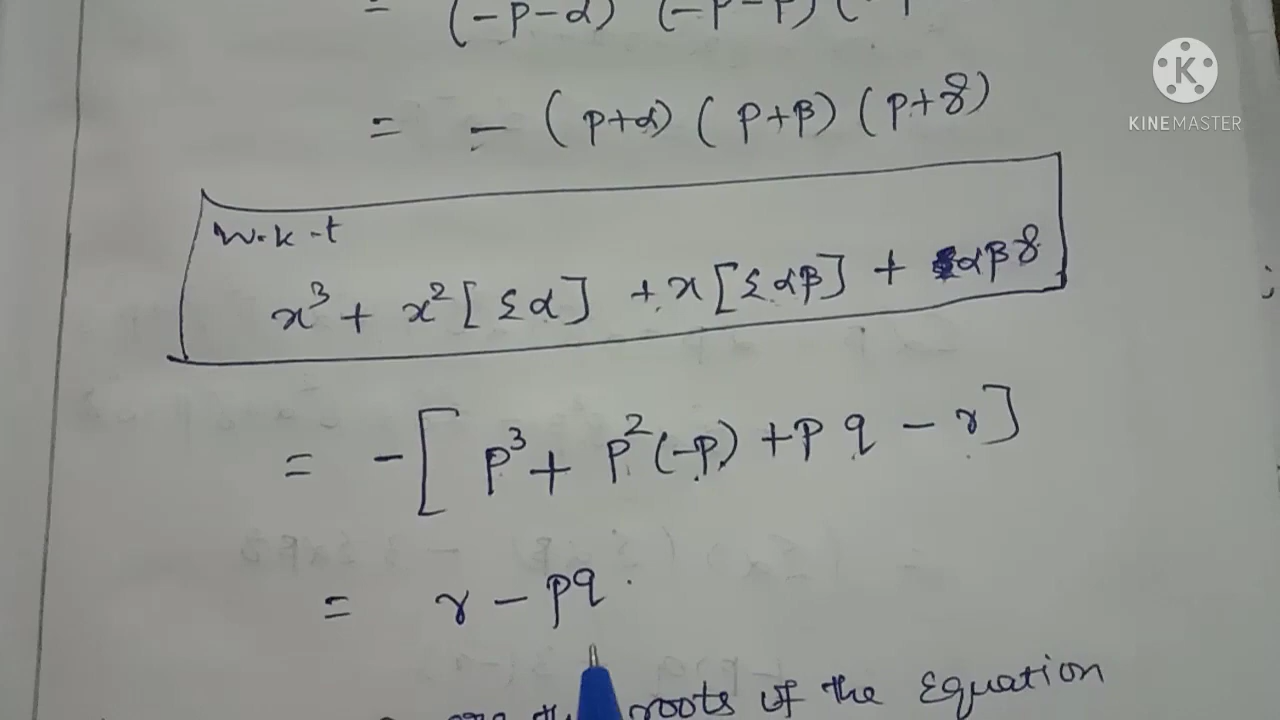 = (-p-α) (-p-β) (
= - (p+α) (p+β) (p+γ)
KINEMASTER
w.k.t
x³ + x² [Σα] + x [Σαβ] + αβγ
= -[p³ + p²(-p) + pq - r]
= r - pq.
roots of the Equation